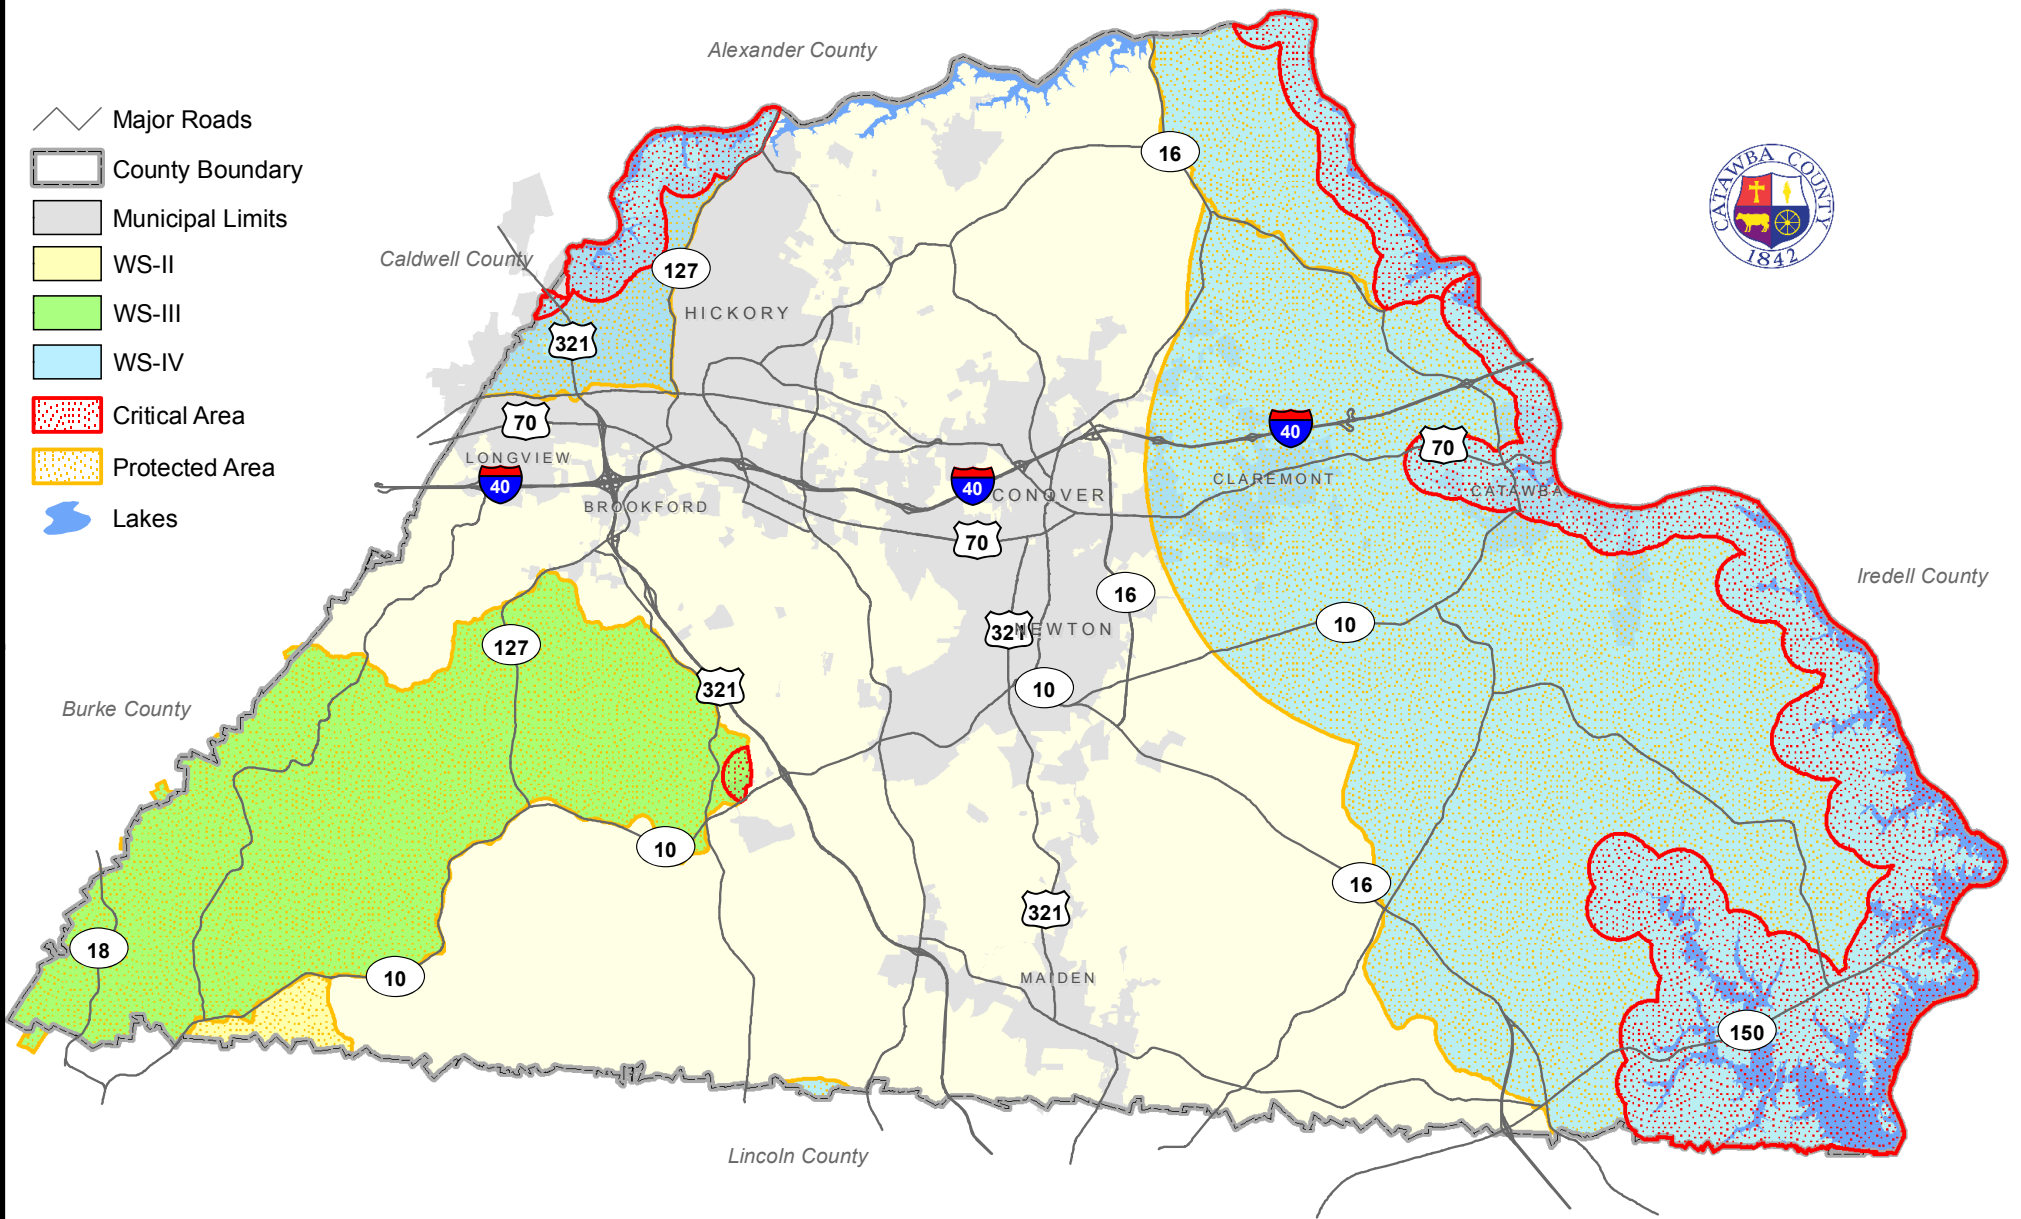 Alexander County
Major Roads
County Boundary
Municipal Limits
WS-II
WS-III
WS-IV
Critical Area
Protected Area
Lakes
CATAWBA COUNTY
1842
16
Caldwell County
127
HICKORY
321
70
LONGVIEW
40
BROOKFORD
40
CONOVER
70
40
CLAREMONT
70
CATAWBA
Iredell County
16
321
NEWTON
10
127
10
321
Burke County
10
16
321
18
10
MAIDEN
150
Lincoln County